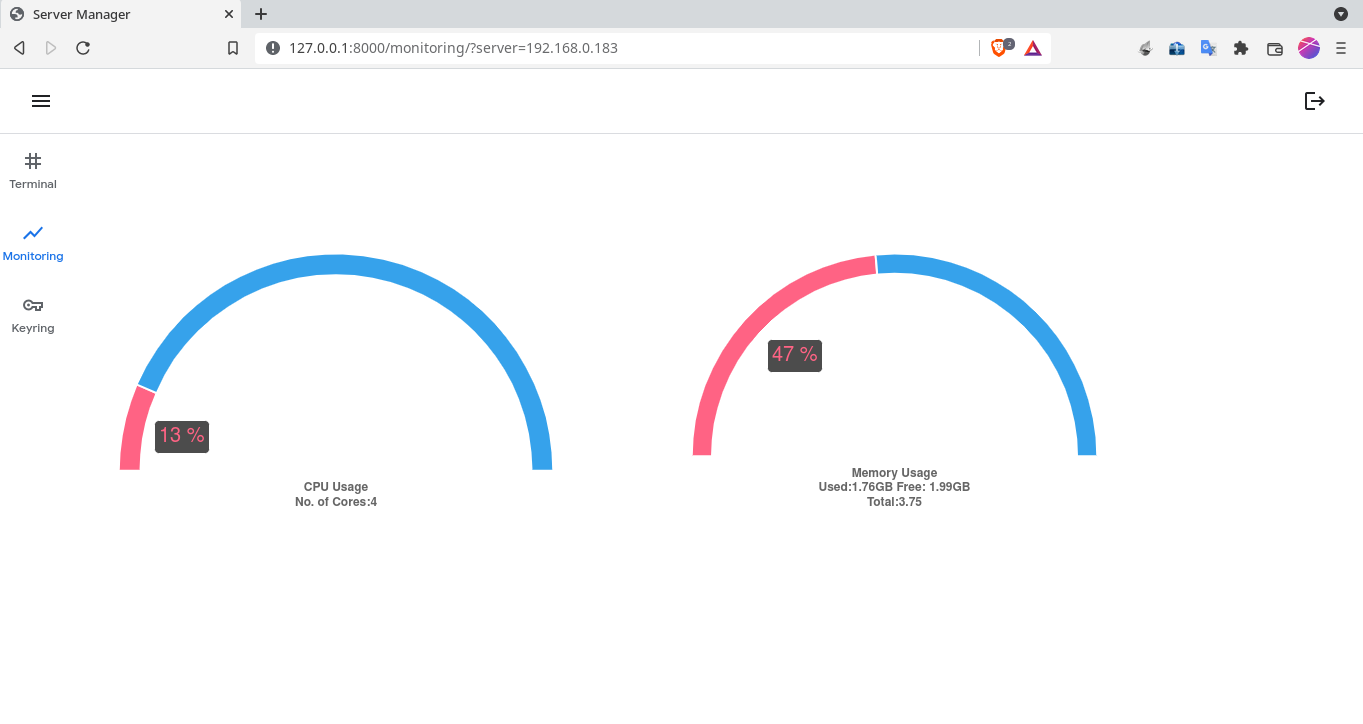 Server Manager
127.0.0.1:8000/monitoring/?server=192.168.0.183
2
Terminal
Monitoring
Keyring
13 %
CPU Usage
No. of Cores:4
47 %
Memory Usage
Used:1.76GB Free: 1.99GB
Total:3.75